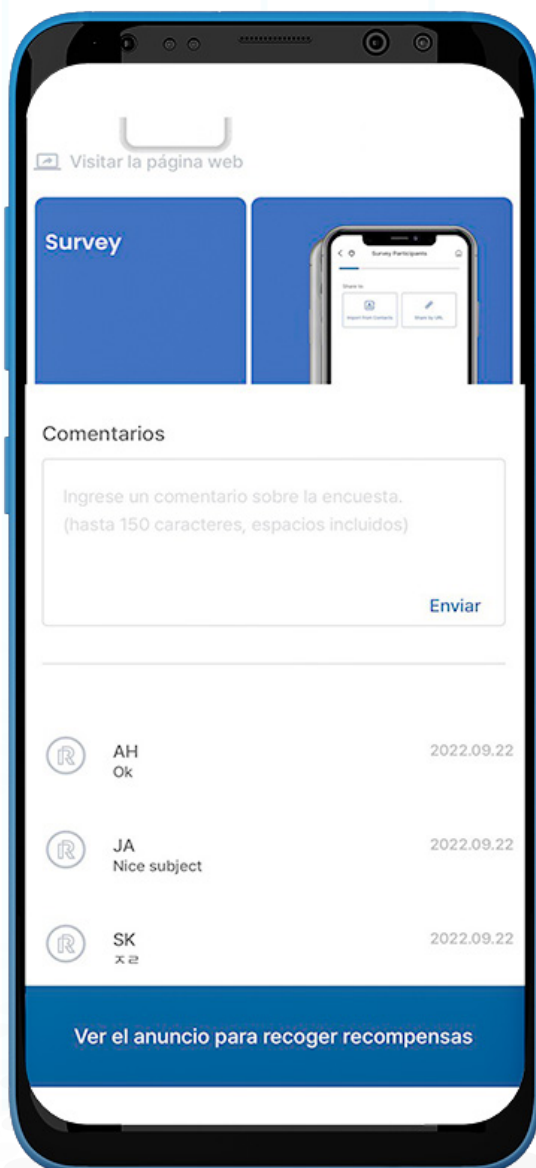 Visitar la página web
Survey
Survey Participants
Share to
Import from Contacts
Share by URL
Comentarios
Ingrese un comentario sobre la encuesta.
(hasta 150 caracteres, espacios incluidos)
Enviar
AH
2022.09.22
Ok
JA
2022.09.22
Nice subject
SK
2022.09.22
ㅈㄹ
Ver el anuncio para recoger recompensas